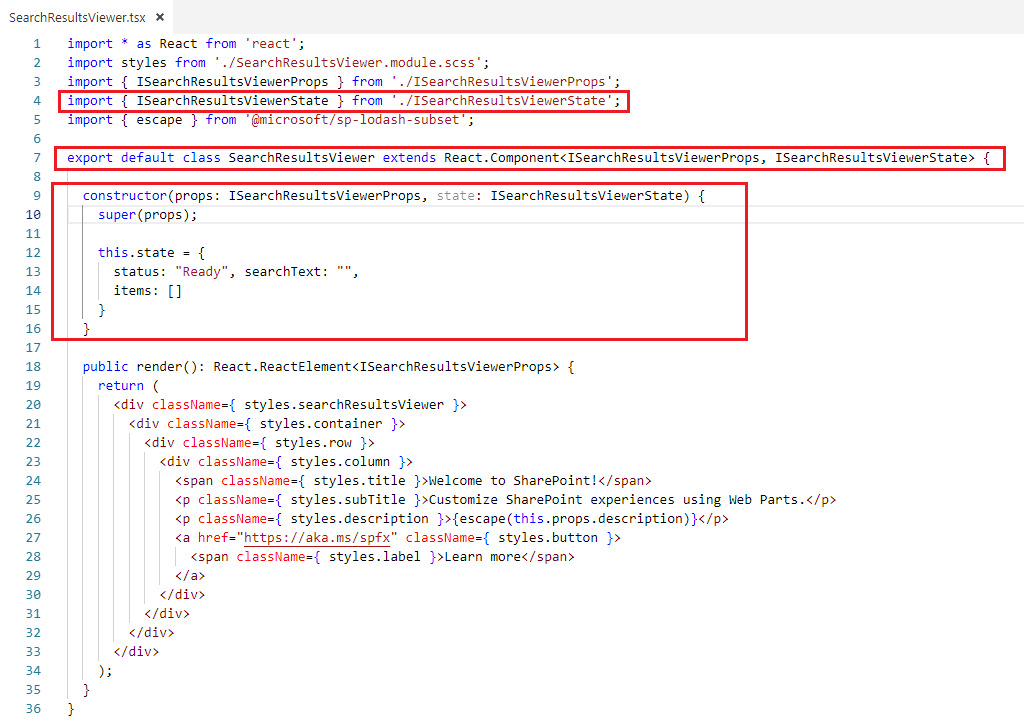 SearchResultsViewer.tsx ×
1 import * as React from 'react';
2 import styles from './SearchResultsViewer.module.scss';
3 import { ISearchResultsViewerProps } from './ISearchResultsViewerProps';
4 import { ISearchResultsViewerState } from './ISearchResultsViewerState';
5 import { escape } from '@microsoft/sp-lodash-subset';
6
7 export default class SearchResultsViewer extends React.Component<ISearchResultsViewerProps, ISearchResultsViewerState> {
8
9   constructor(props: ISearchResultsViewerProps, state: ISearchResultsViewerState) {
10     super(props);
11
12     this.state = {
13       status: "Ready", searchText: "",
14       items: []
15     }
16   }
17
18   public render(): React.ReactElement<ISearchResultsViewerProps> {
19     return (
20       <div className={ styles.searchResultsViewer }>
21         <div className={ styles.container }>
22           <div className={ styles.row }>
23             <div className={ styles.column }>
24               <span className={ styles.title }>Welcome to SharePoint!</span>
25               <p className={ styles.subTitle }>Customize SharePoint experiences using Web Parts.</p>
26               <p className={ styles.description }>{escape(this.props.description)}</p>
27               <a href="https://aka.ms/spfx" className={ styles.button }>
28                 <span className={ styles.label }>Learn more</span>
29               </a>
30             </div>
31           </div>
32         </div>
33       </div>
34     );
35   }
36 }